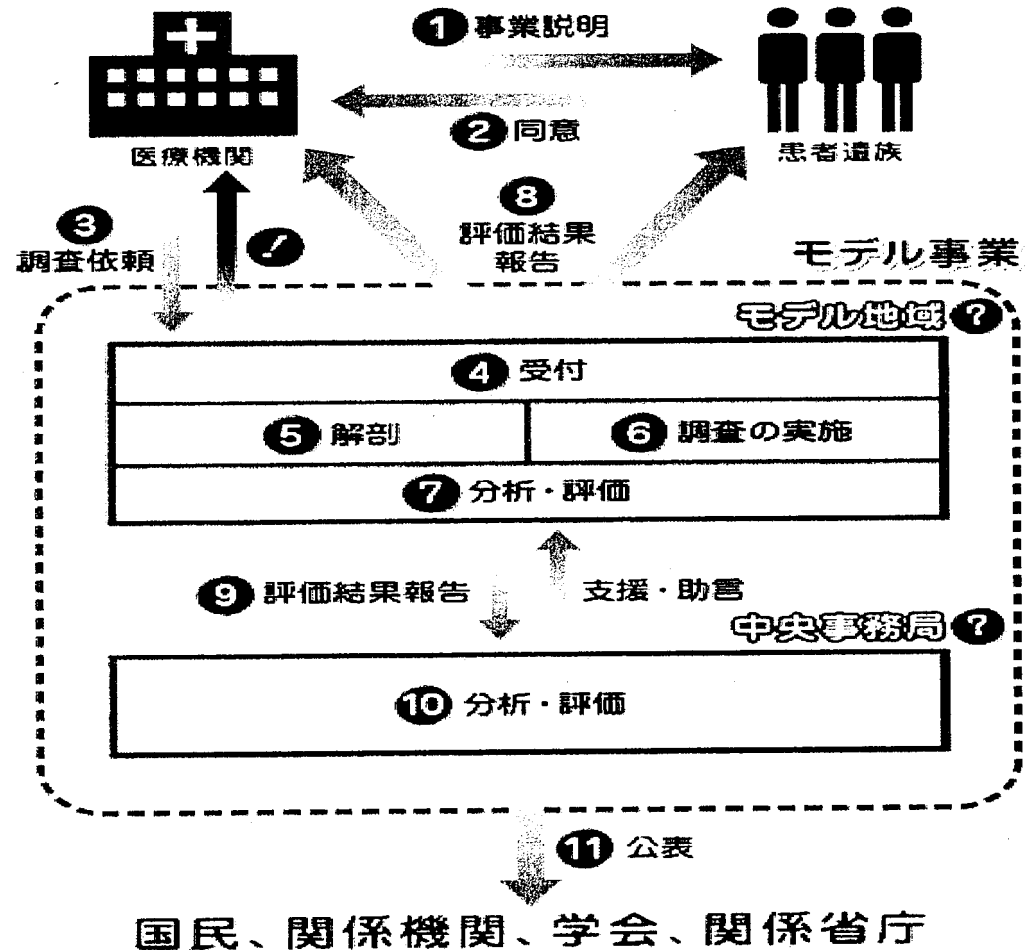 1 事業説明
2 同意
医療機関
患者遺族
3
調査依頼
!
8
評価結果
報告
モデル事業
モデル地域 ?
4 受付
5 解剖
6 調査の実施
7 分析・評価
9 評価結果報告
支援・助言
中央事務局 ?
10 分析・評価
11 公表
国民、関係機関、学会、関係省庁